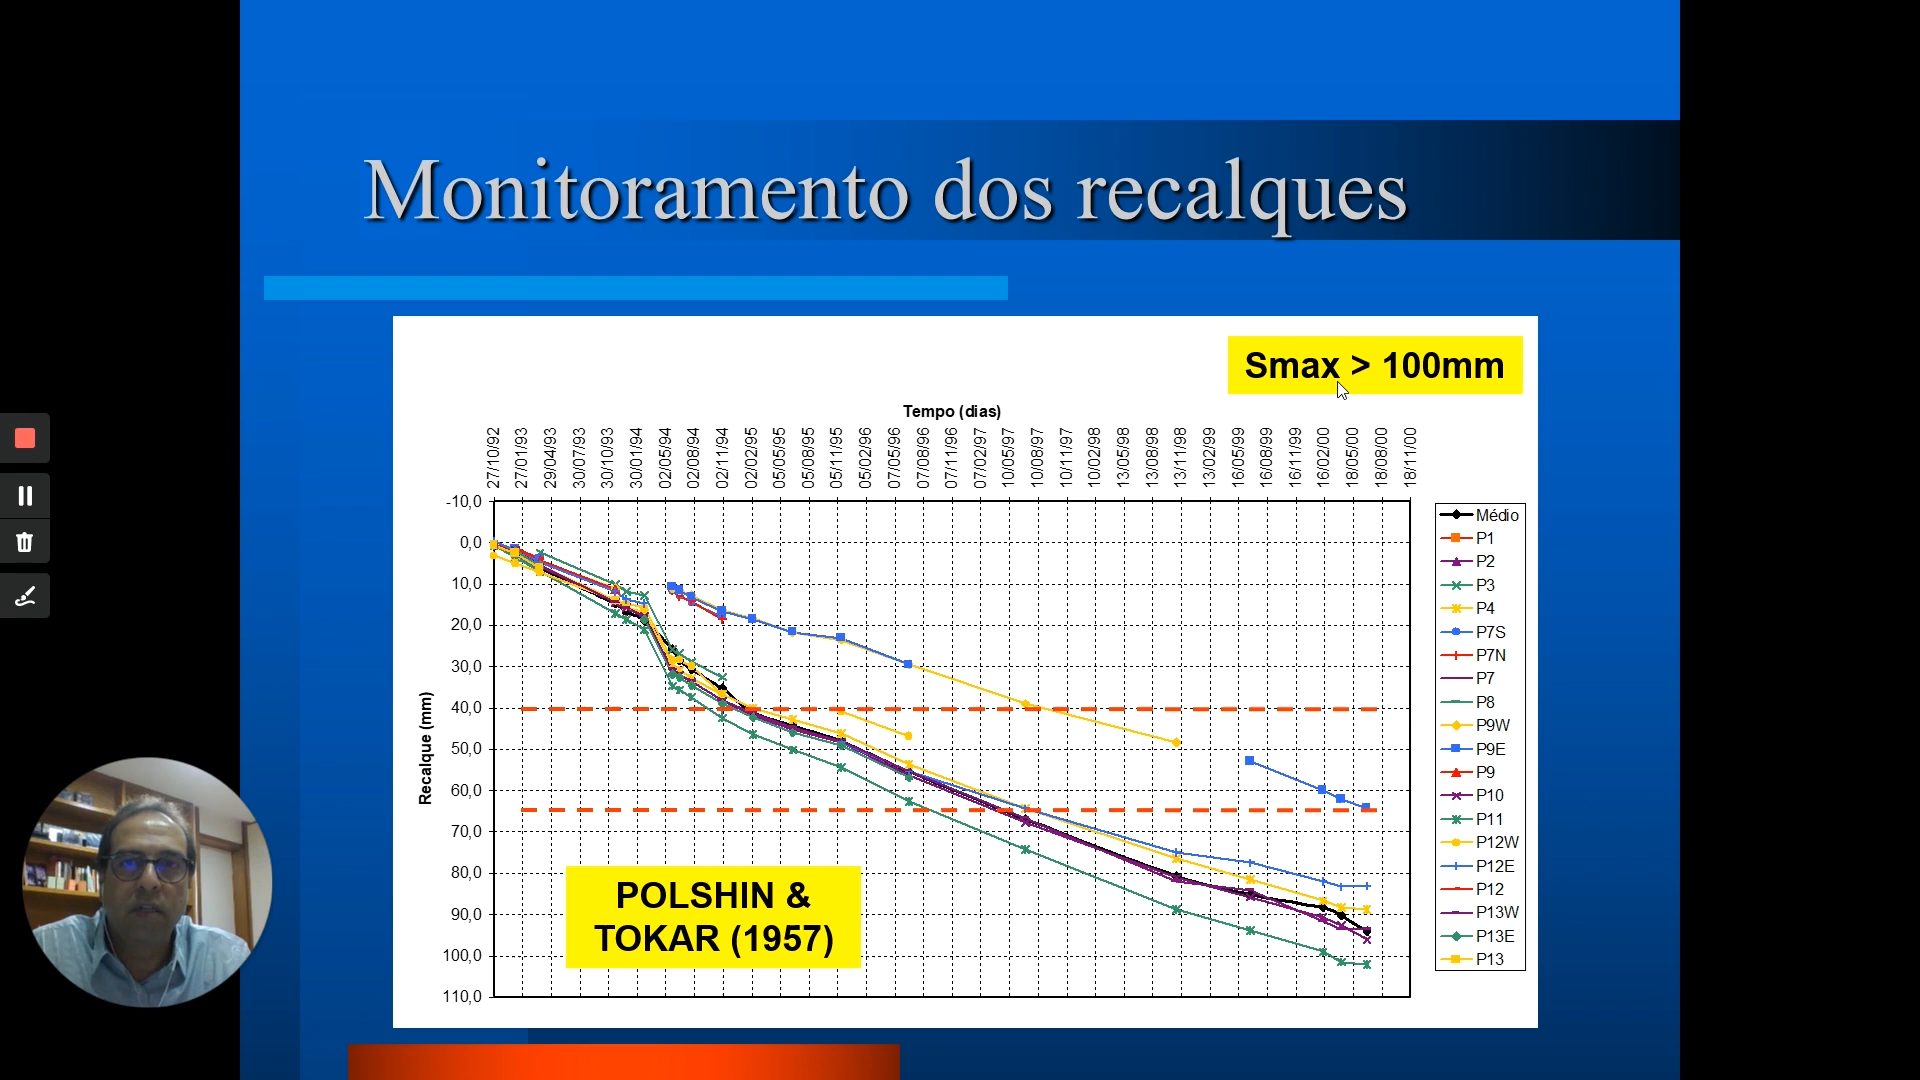 Monitoramento dos recalques
Smax > 100mm
Tempo (dias)
27/10/92
27/01/93
29/04/93
30/07/93
30/10/93
30/01/94
02/05/94
02/08/94
02/11/94
02/02/95
05/05/95
05/08/95
05/11/95
05/02/96
07/05/96
07/08/96
07/11/96
07/02/97
10/05/97
10/08/97
10/11/97
10/02/98
13/05/98
13/08/98
13/11/98
13/02/99
16/05/99
16/08/99
16/11/99
16/02/00
18/05/00
18/08/00
18/11/00
Recalque (mm)
-10,0
0,0
10,0
20,0
30,0
40,0
50,0
60,0
70,0
80,0
90,0
100,0
110,0
Médio
P1
P2
P3
P4
P7S
P7N
P7
P8
P9W
P9E
P9
P10
P11
P12W
P12E
P12
P13W
P13E
P13
POLSHIN &
TOKAR (1957)